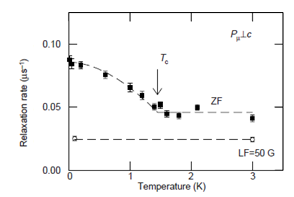 P_μ⊥c
0.10
T_c
Relaxation rate (μs⁻¹)
0.05
ZF
LF=50 G
0.00
0
1
2
3
Temperature (K)